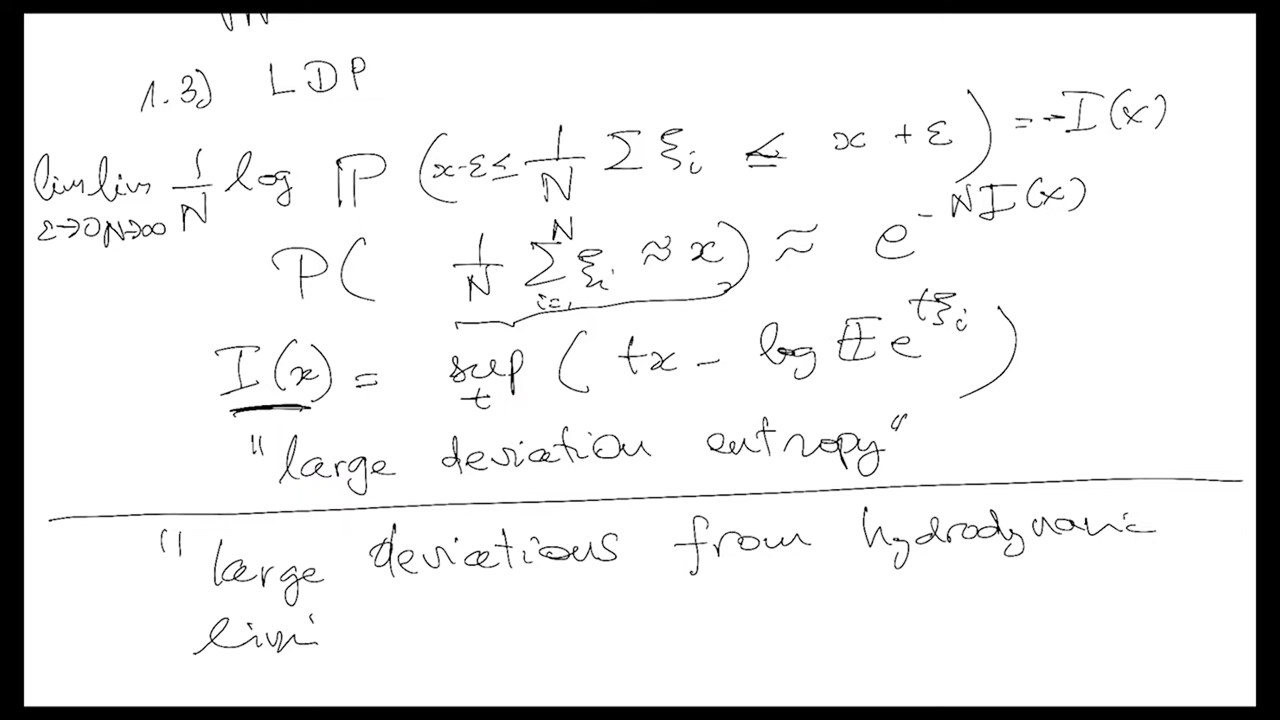 √N
1.3) LDP
lim lim 1/N log ℙ ( x-ε ≤ 1/N Σ ξ_i ≤ x + ε ) = - I(x)
ε→0 N→∞
P( 1/N Σ_{i=1}^{N} ξ_i ≈ x ) ≈ e^{-N I(x)}
I(x) = sup_t ( tx - log 𝔼 e^{tξ_i} )
"large deviation entropy"
"large deviations from hydrodynamic
limi